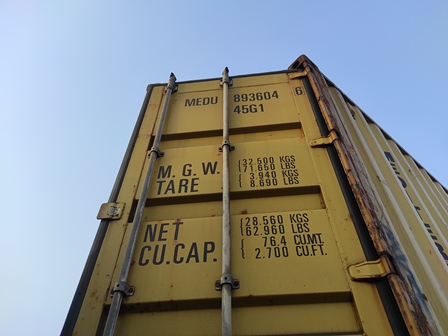 MEDU 893604 6
45G1
M.G.W. 32.500 KGS
71.650 LBS
TARE 3.940 KGS
8.690 LBS
NET 28.560 KGS
62.960 LBS
CU.CAP. 76.4 CU.MT.
2.700 CU.FT.